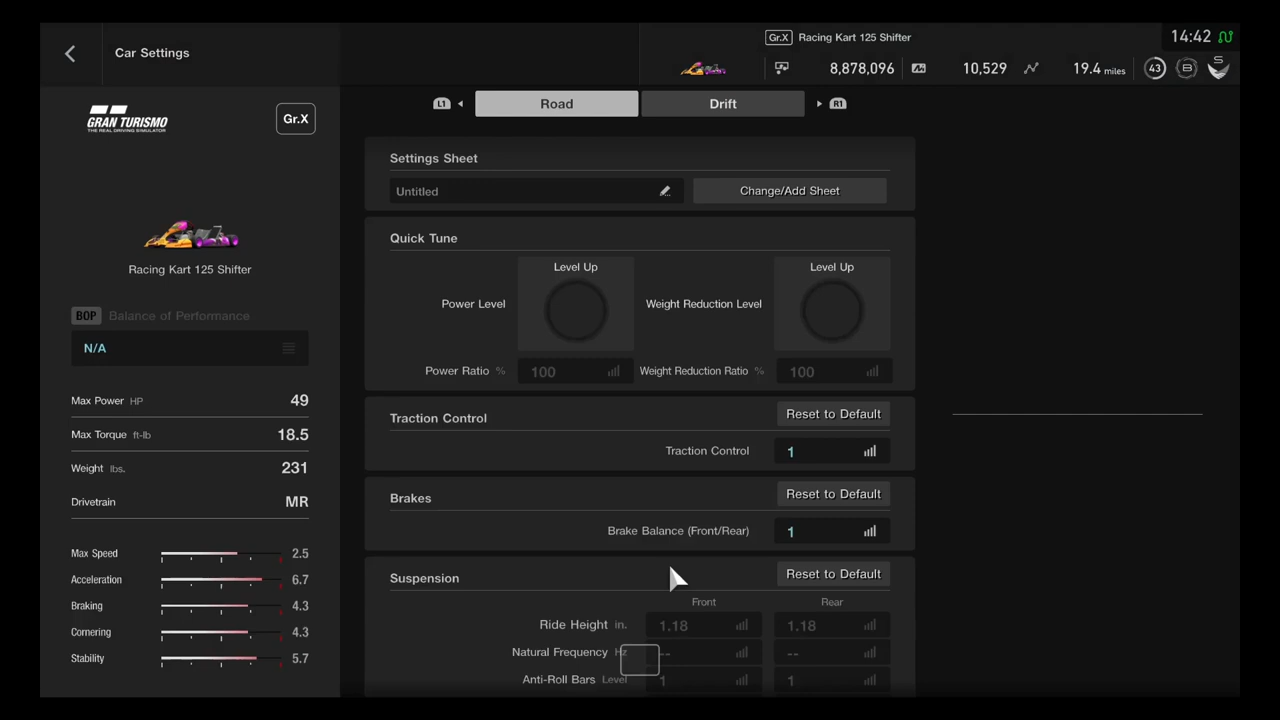 Car Settings
Gr.X Racing Kart 125 Shifter
14:42
8,878,096
10,529
19.4 miles
43
B
S
L1
Road
Drift
R1
GRAN TURISMO
THE REAL DRIVING SIMULATOR
Gr.X
Racing Kart 125 Shifter
BOP Balance of Performance
N/A
Max Power HP 49
Max Torque ft-lb 18.5
Weight lbs. 231
Drivetrain MR
Max Speed 2.5
Acceleration 6.7
Braking 4.3
Cornering 4.3
Stability 5.7
Settings Sheet
Untitled
Change/Add Sheet
Quick Tune
Level Up
Level Up
Power Level
Weight Reduction Level
Power Ratio % 100
Weight Reduction Ratio % 100
Traction Control
Reset to Default
Traction Control 1
Brakes
Reset to Default
Brake Balance (Front/Rear) 1
Suspension
Reset to Default
Front Rear
Ride Height in. 1.18 1.18
Natural Frequency Hz -- --
Anti-Roll Bars Level 1 1